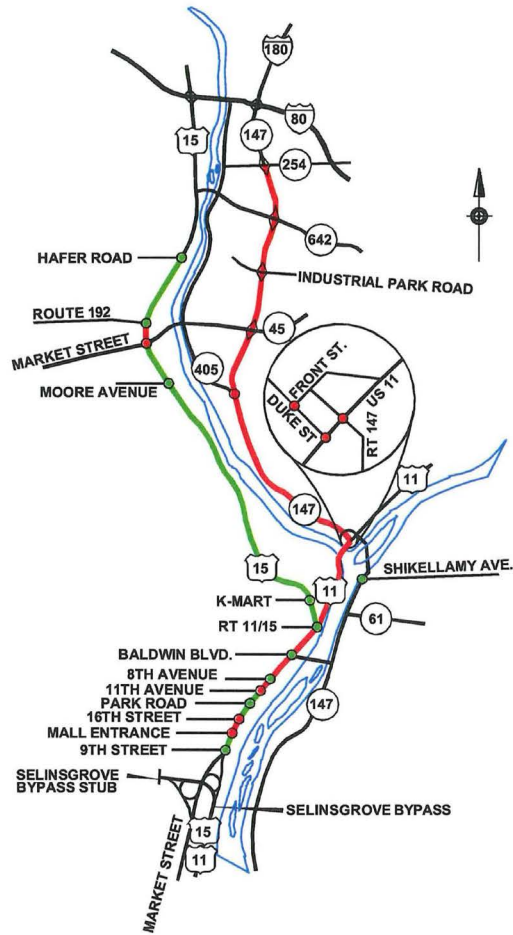 180
80
15
147
254
642
HAFER ROAD
INDUSTRIAL PARK ROAD
ROUTE 192
45
MARKET STREET
405
MOORE AVENUE
FRONT ST.
DUKE ST
US 11
RT 147
11
147
15
SHIKELLAMY AVE.
11
K-MART
61
RT 11/15
BALDWIN BLVD.
8TH AVENUE
11TH AVENUE
PARK ROAD
147
16TH STREET
MALL ENTRANCE
9TH STREET
SELINSGROVE
BYPASS STUB
SELINSGROVE BYPASS
15
11
MARKET STREET